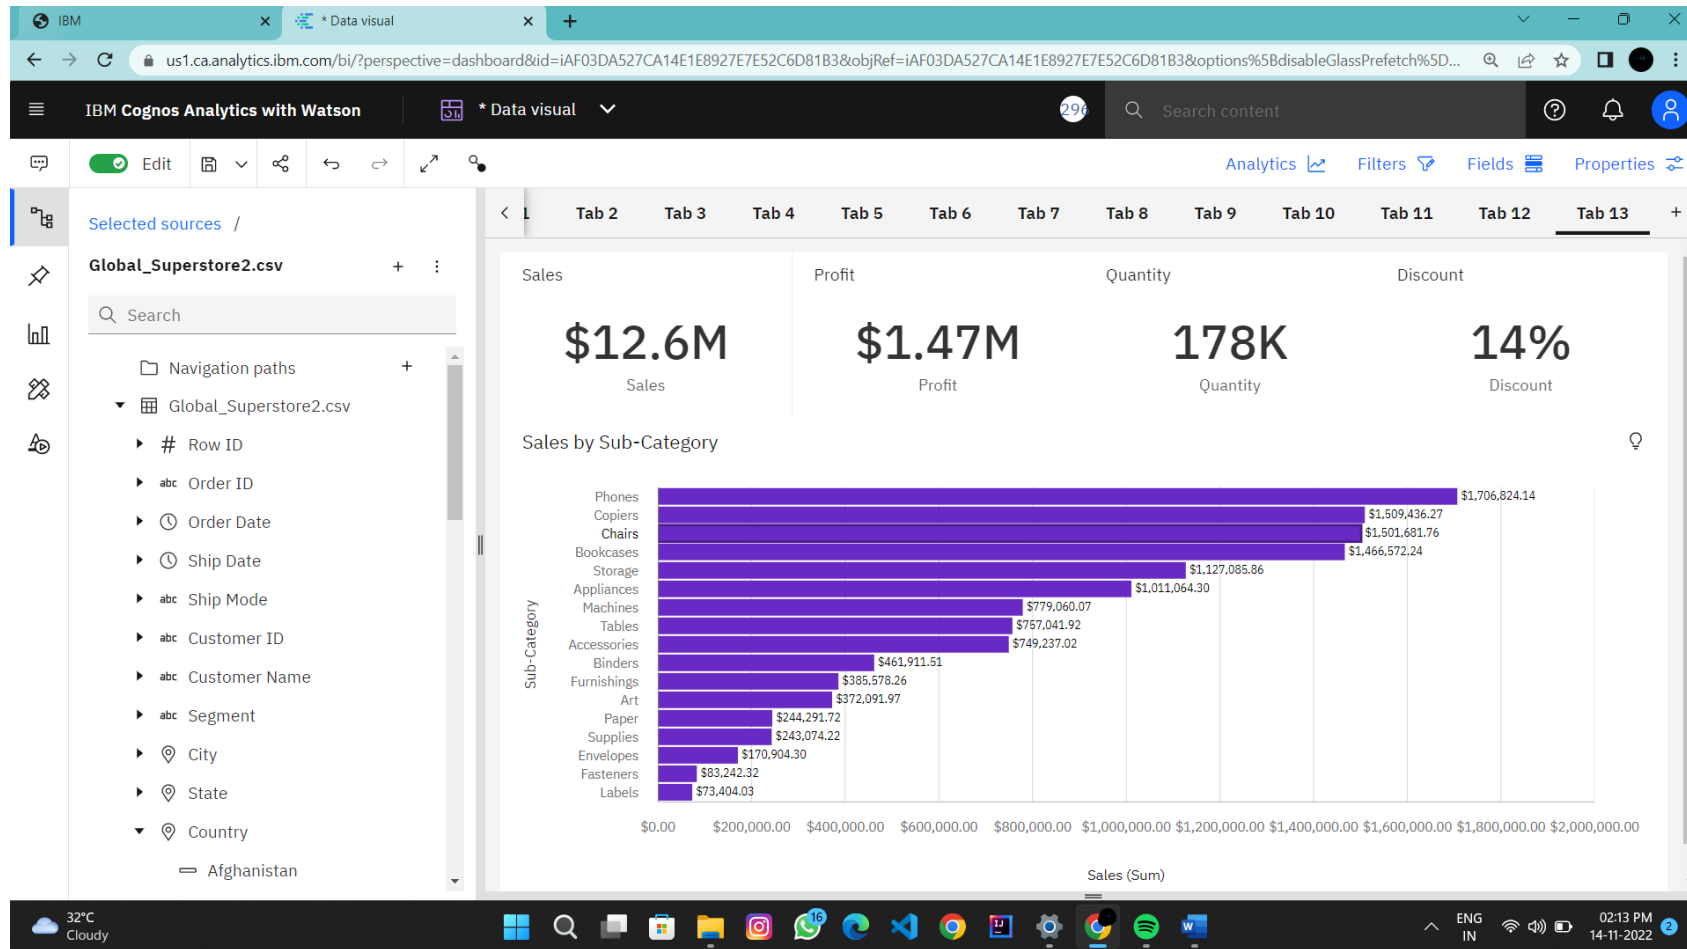 IBM
* Data visual
us1.ca.analytics.ibm.com/bi/?perspective=dashboard&id=iAF03DA527CA14E1E8927E7E52C6D81B3&objRef=iAF03DA527CA14E1E8927E7E52C6D81B3&options%5BdisableGlassPrefetch%5D...
IBM Cognos Analytics with Watson
* Data visual
296
Search content
Edit
Analytics
Filters
Fields
Properties
Selected sources /
Global_Superstore2.csv
Search
Navigation paths
Global_Superstore2.csv
Row ID
abc Order ID
Order Date
Ship Date
abc Ship Mode
abc Customer ID
abc Customer Name
abc Segment
City
State
Country
Afghanistan
1 Tab 2 Tab 3 Tab 4 Tab 5 Tab 6 Tab 7 Tab 8 Tab 9 Tab 10 Tab 11 Tab 12 Tab 13
Sales
$12.6M
Sales
Profit
$1.47M
Profit
Quantity
178K
Quantity
Discount
14%
Discount
Sales by Sub-Category
Sub-Category
Phones $1,706,824.14
Copiers $1,509,436.27
Chairs $1,501,681.76
Bookcases $1,466,572.24
Storage $1,127,085.86
Appliances $1,011,064.30
Machines $779,060.07
Tables $757,041.92
Accessories $749,237.02
Binders $461,911.51
Furnishings $385,578.26
Art $372,091.97
Paper $244,291.72
Supplies $243,074.22
Envelopes $170,904.30
Fasteners $83,242.32
Labels $73,404.03
$0.00 $200,000.00 $400,000.00 $600,000.00 $800,000.00 $1,000,000.00 $1,200,000.00 $1,400,000.00 $1,600,000.00 $1,800,000.00 $2,000,000.00
Sales (Sum)
32°C
Cloudy
16
ENG
IN
02:13 PM
14-11-2022
2